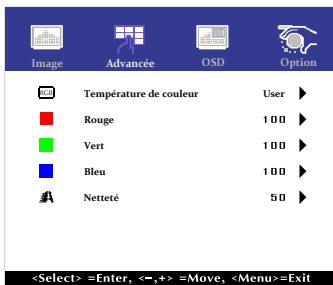 Image Advancée OSD Option
RGB Température de couleur User
Rouge 100
Vert 100
Bleu 100
A Netteté 50
<Select> =Enter, <−,+> =Move, <Menu>=Exit